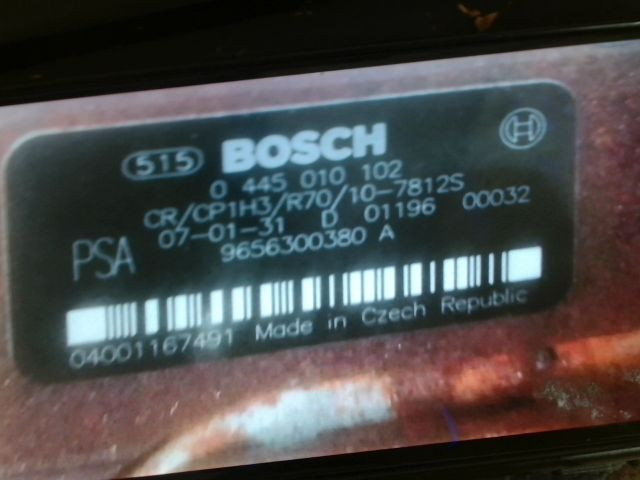 515 BOSCH
0 445 010 102
CR/CP1H3/R70/10-7812S
07-01-31 D 01196 00032
PSA 9656300380 A
04001167491 Made in Czech Republic